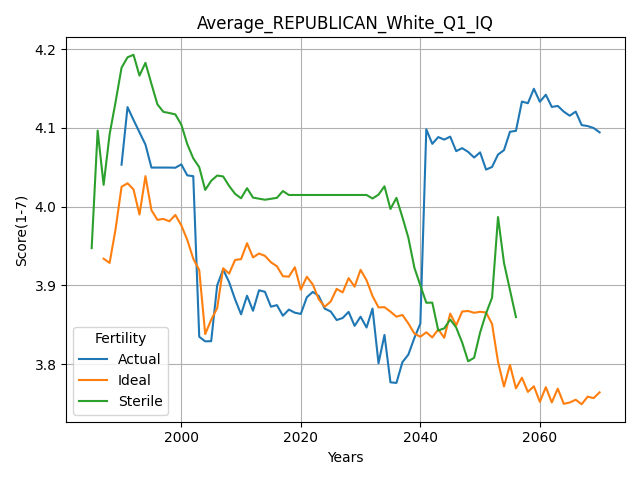 Average_REPUBLICAN_White_Q1_IQ
4.2
4.1
4.0
3.9
3.8
Score(1-7)
Fertility
Actual
Ideal
Sterile
2000 2020 2040 2060
Years